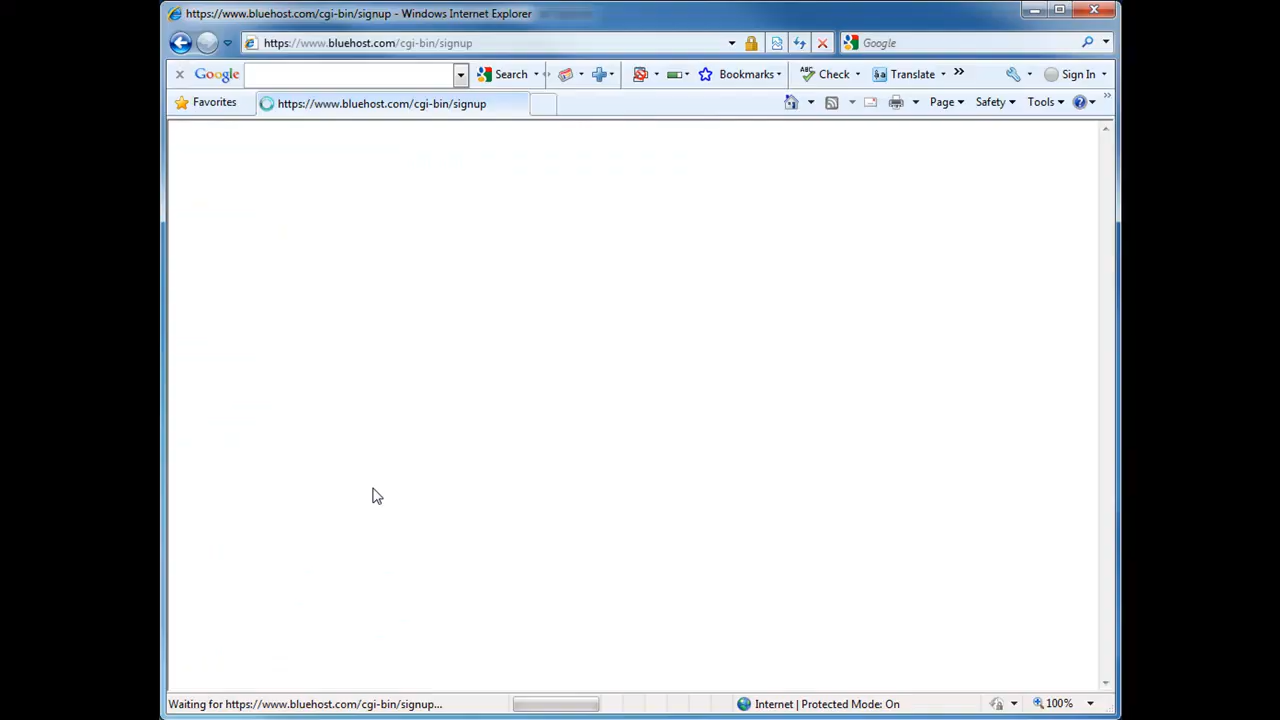 https://www.bluehost.com/cgi-bin/signup - Windows Internet Explorer
https://www.bluehost.com/cgi-bin/signup
Google
Google
Search
Bookmarks
Check
Translate
Sign In
Favorites
https://www.bluehost.com/cgi-bin/signup
Page
Safety
Tools
Waiting for https://www.bluehost.com/cgi-bin/signup...
Internet | Protected Mode: On
100%